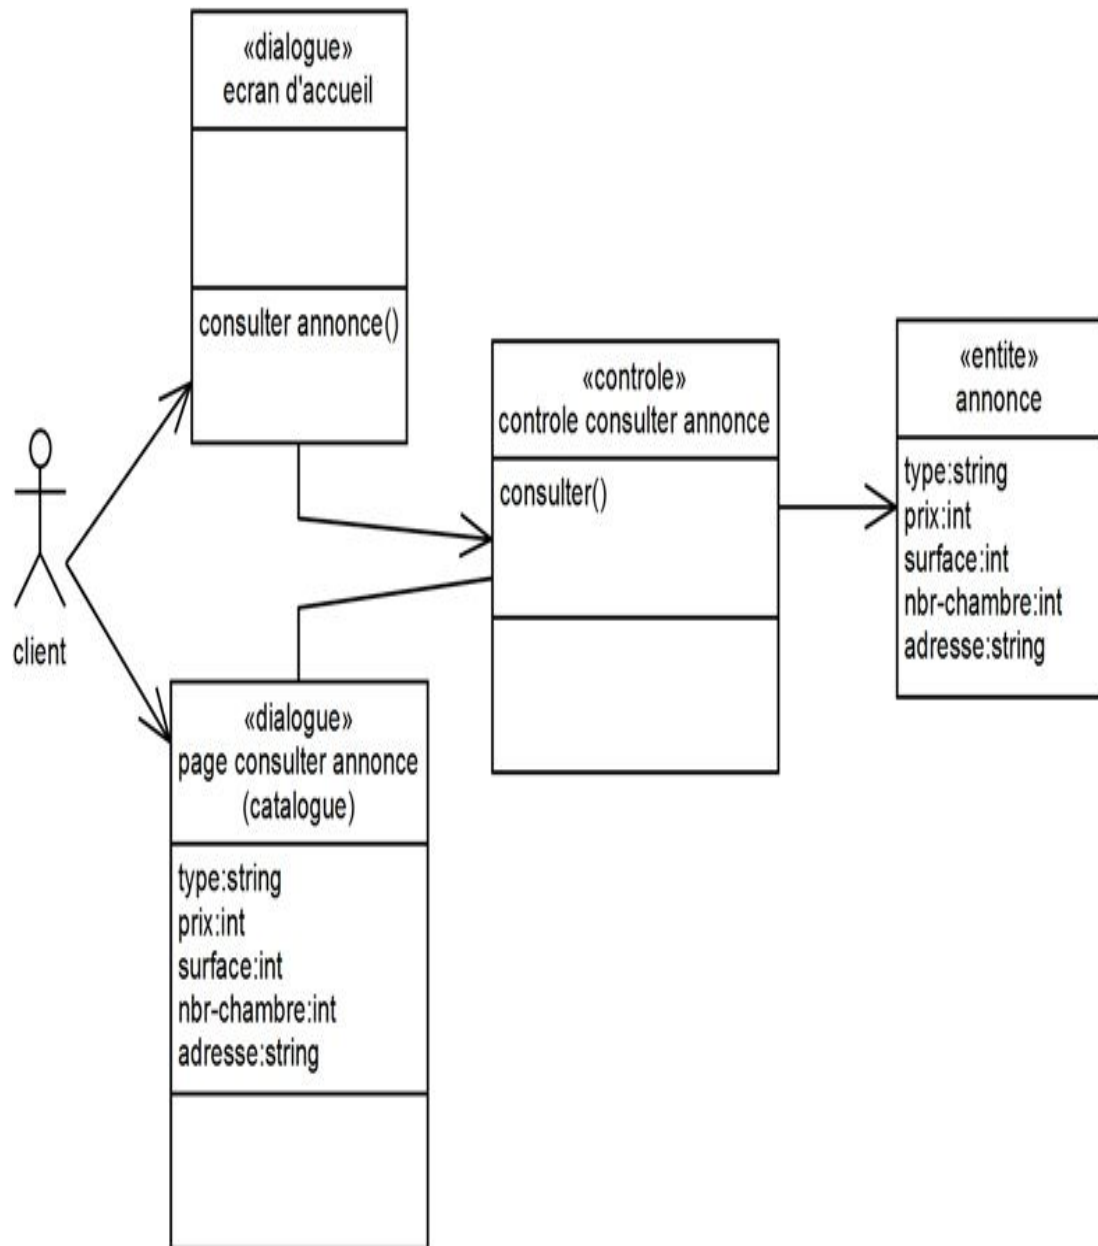 «dialogue»
ecran d'accueil
consulter annonce()
client
«controle»
controle consulter annonce
consulter()
«entite»
annonce
type:string
prix:int
surface:int
nbr-chambre:int
adresse:string
«dialogue»
page consulter annonce
(catalogue)
type:string
prix:int
surface:int
nbr-chambre:int
adresse:string